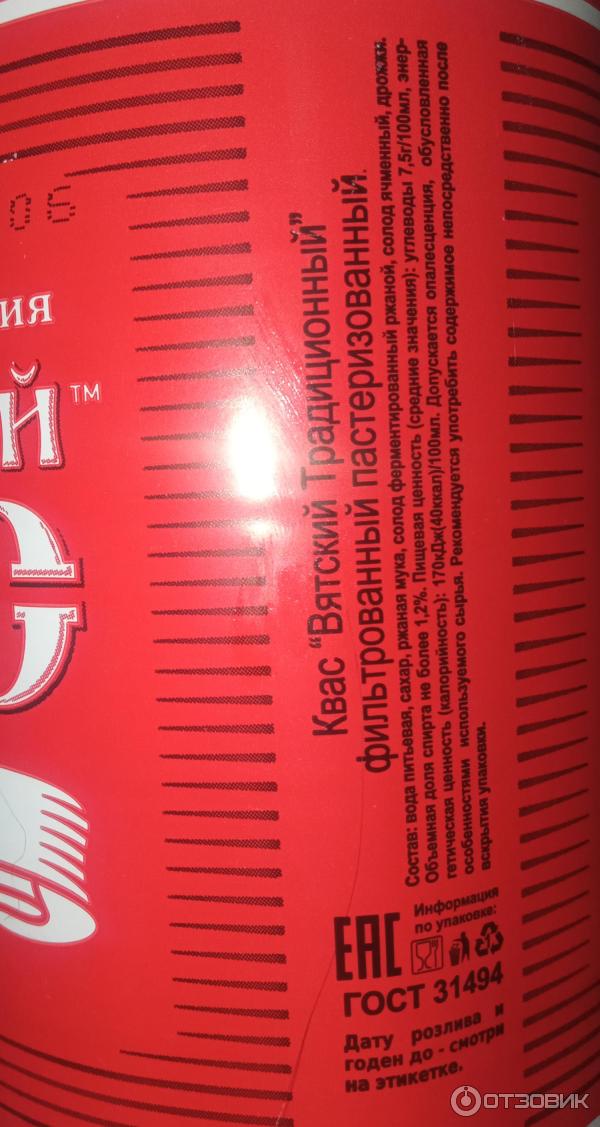 ия
й™
Квас "Вятский Традиционный"
фильтрованный пастеризованный.
Состав: вода питьевая, сахар, ржаная мука, солод ферментированный ржаной, солод ячменный, дрожжи.
Объемная доля спирта не более 1,2%. Пищевая ценность (средние значения): углеводы 7,5г/100мл, энер-
гетическая ценность (калорийность): 170кДж(40ккал)/100мл. Допускается опалесценция, обусловленная
особенностями используемого сырья. Рекомендуется употребить содержимое непосредственно после
вскрытия упаковки.
ЕАС
Информация
по упаковке:
ГОСТ 31494
Дату розлива и
годен до - смотри
на этикетке.
ОТЗОВИК